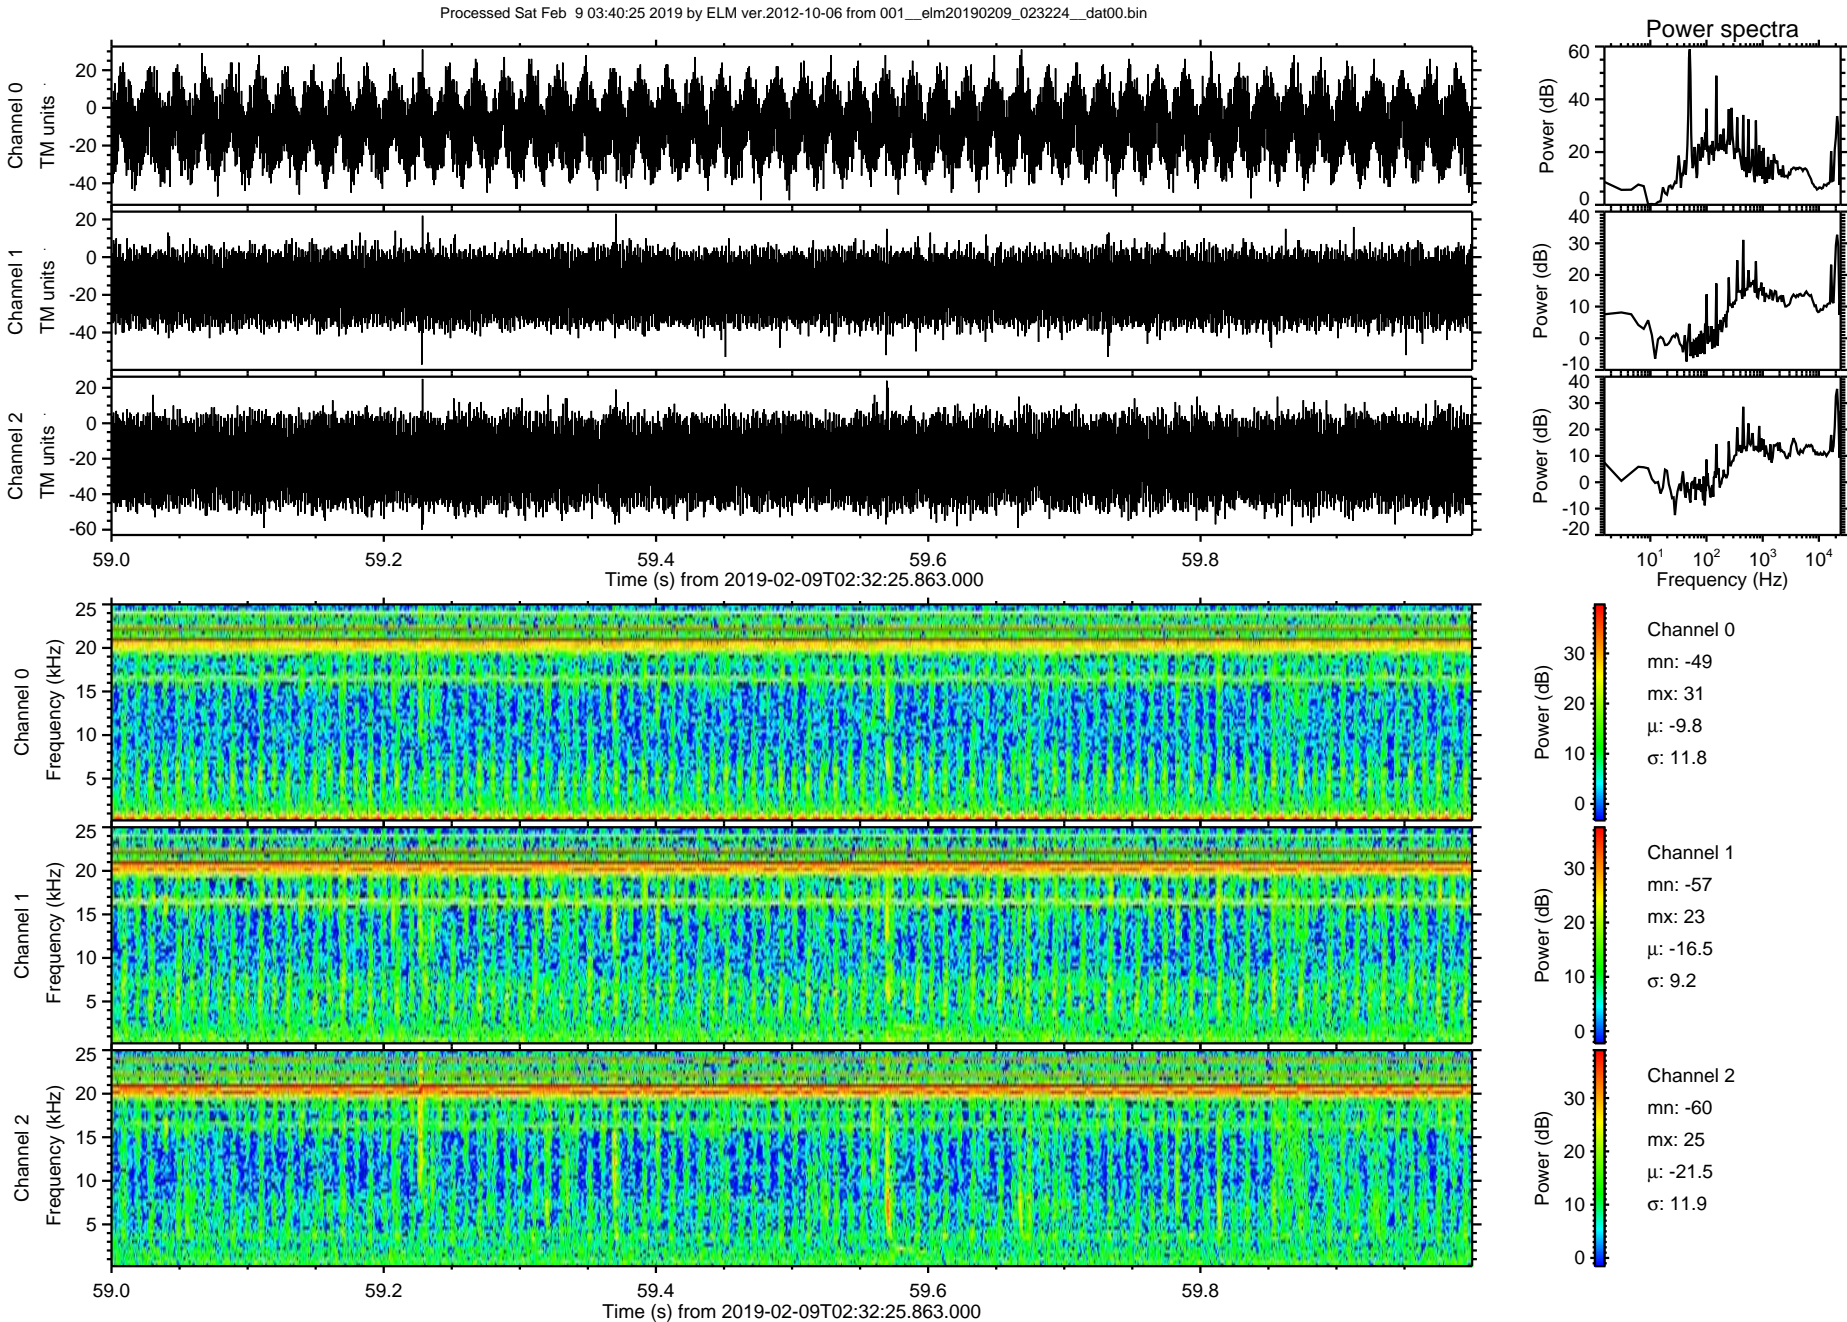 Processed Sat Feb 9 03:40:25 2019 by ELM ver.2012-10-06 from 001__elm20190209_023224__dat00.bin
Power spectra
Channel 0
TM units
20
0
-20
-40
Power (dB)
60
40
20
0
Channel 1
TM units
20
0
-20
-40
Power (dB)
40
30
20
10
0
-10
Channel 2
TM units
20
0
-20
-40
-60
Power (dB)
40
30
20
10
0
-10
-20
59.0 59.2 59.4 59.6 59.8
Time (s) from 2019-02-09T02:32:25.863.000
10^1 10^2 10^3 10^4
Frequency (Hz)
Channel 0
Frequency (kHz)
25
20
15
10
5
Power (dB)
30
20
10
0
Channel 0
mn: -49
mx: 31
μ: -9.8
σ: 11.8
Channel 1
Frequency (kHz)
25
20
15
10
5
Power (dB)
30
20
10
0
Channel 1
mn: -57
mx: 23
μ: -16.5
σ: 9.2
Channel 2
Frequency (kHz)
25
20
15
10
5
Power (dB)
30
20
10
0
Channel 2
mn: -60
mx: 25
μ: -21.5
σ: 11.9
59.0 59.2 59.4 59.6 59.8
Time (s) from 2019-02-09T02:32:25.863.000